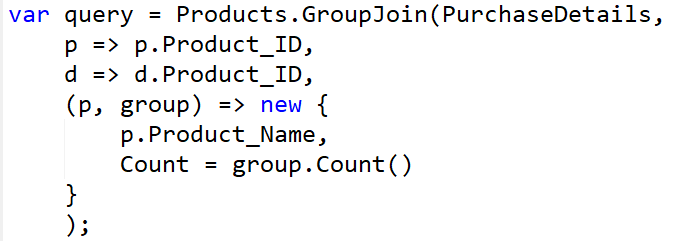 var query = Products.GroupJoin(PurchaseDetails,
p => p.Product_ID,
d => d.Product_ID,
(p, group) => new {
p.Product_Name,
Count = group.Count()
}
);